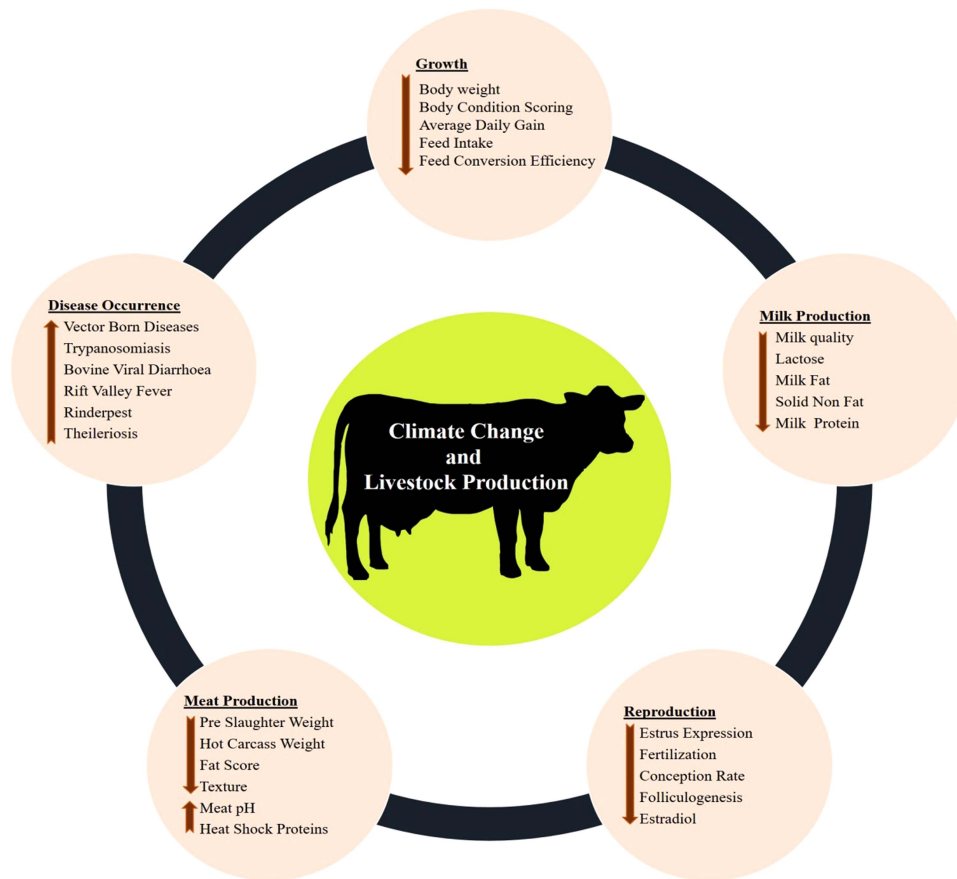 Growth
Body weight
Body Condition Scoring
Average Daily Gain
Feed Intake
Feed Conversion Efficiency
Disease Occurrence
Vector Born Diseases
Trypanosomiasis
Bovine Viral Diarrhoea
Rift Valley Fever
Rinderpest
Theileriosis
Milk Production
Milk quality
Lactose
Milk Fat
Solid Non Fat
Milk Protein
Climate Change
and
Livestock Production
Meat Production
Pre Slaughter Weight
Hot Carcass Weight
Fat Score
Texture
Meat pH
Heat Shock Proteins
Reproduction
Estrus Expression
Fertilization
Conception Rate
Folliculogenesis
Estradiol